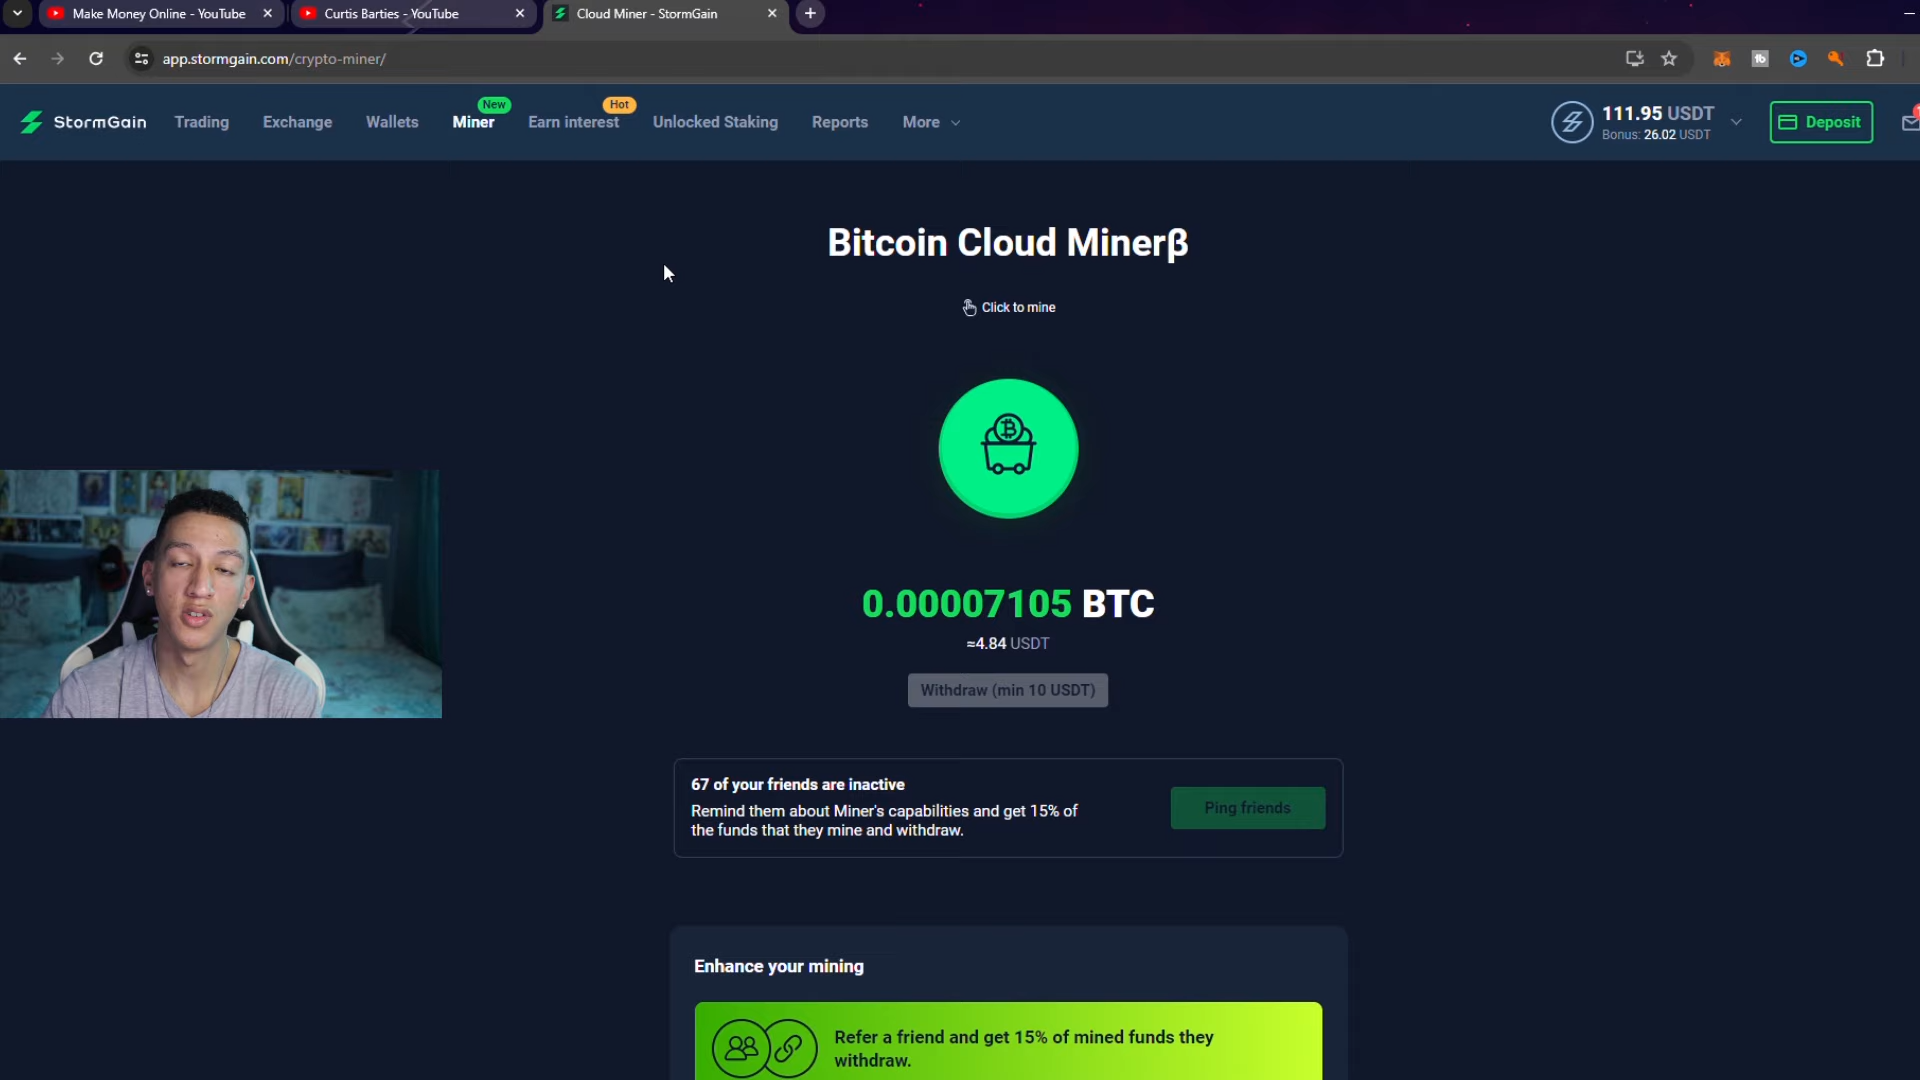 Make Money Online - YouTube
Curtis Barties - YouTube
Cloud Miner - StormGain
app.stormgain.com/crypto-miner/
StormGain
Trading
Exchange
Wallets
Miner
New
Earn interest
Hot
Unlocked Staking
Reports
More
111.95 USDT
Bonus: 26.02 USDT
Deposit
Bitcoin Cloud Minerβ
Click to mine
0.00007105 BTC
≈4.84 USDT
Withdraw (min 10 USDT)
67 of your friends are inactive
Remind them about Miner's capabilities and get 15% of
the funds that they mine and withdraw.
Ping friends
Enhance your mining
Refer a friend and get 15% of mined funds they
withdraw.